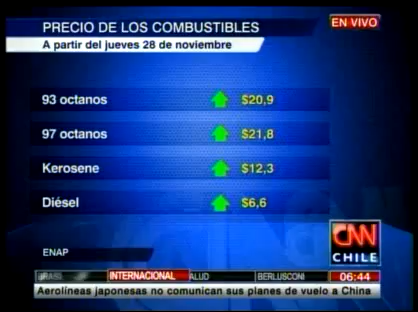 PRECIO DE LOS COMBUSTIBLES
EN VIVO
A partir del jueves 28 de noviembre
93 octanos $20,9
97 octanos $21,8
Kerosene $12,3
Diésel $6,6
ENAP
CNN
CHILE
BRASIL INTERNACIONAL ALUD BERLUSCONI 06:44
Aerolíneas japonesas no comunican sus planes de vuelo a China